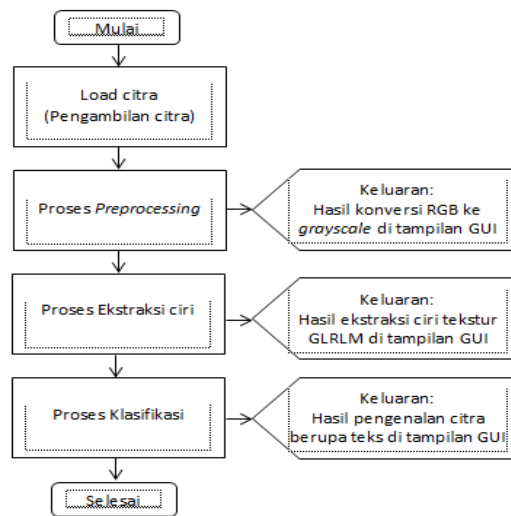 Mulai
Load citra
(Pengambilan citra)
Proses Preprocessing
Keluaran:
Hasil konversi RGB ke
grayscale di tampilan GUI
Proses Ekstraksi ciri
Keluaran:
Hasil ekstraksi ciri tekstur
GLRLM di tampilan GUI
Proses Klasifikasi
Keluaran:
Hasil pengenalan citra
berupa teks di tampilan GUI
Selesai